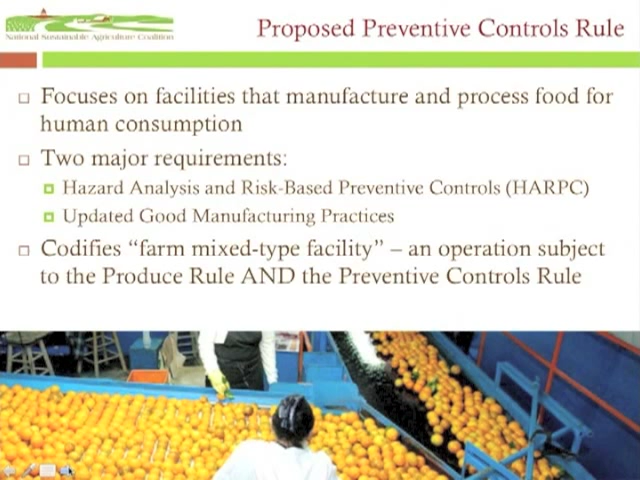 National Sustainable Agriculture Coalition
Proposed Preventive Controls Rule
Focuses on facilities that manufacture and process food for
human consumption
Two major requirements:
Hazard Analysis and Risk-Based Preventive Controls (HARPC)
Updated Good Manufacturing Practices
Codifies “farm mixed-type facility” – an operation subject
to the Produce Rule AND the Preventive Controls Rule